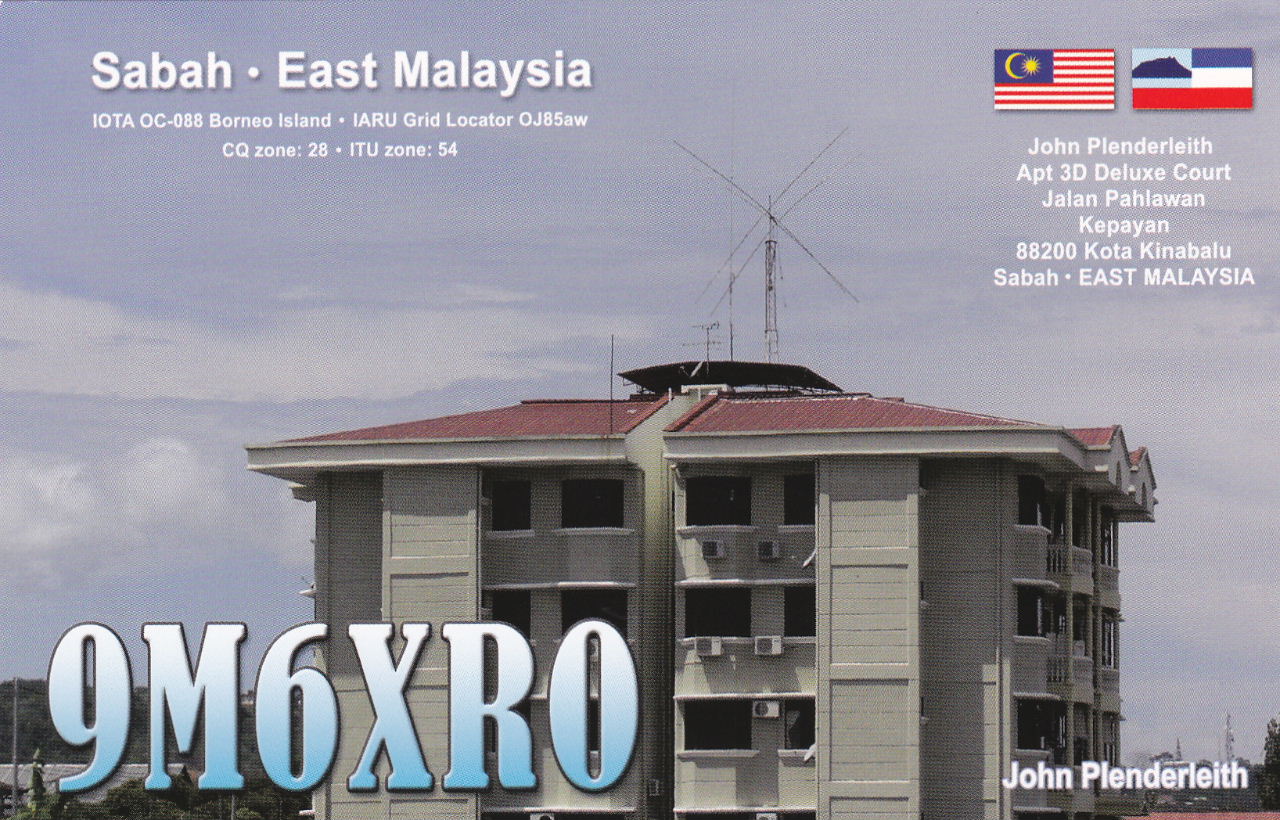 Sabah • East Malaysia
IOTA OC-088 Borneo Island • IARU Grid Locator OJ85aw
CQ zone: 28 • ITU zone: 54
John Plenderleith
Apt 3D Deluxe Court
Jalan Pahlawan
Kepayan
88200 Kota Kinabalu
Sabah • EAST MALAYSIA
9M6XRO
John Plenderleith